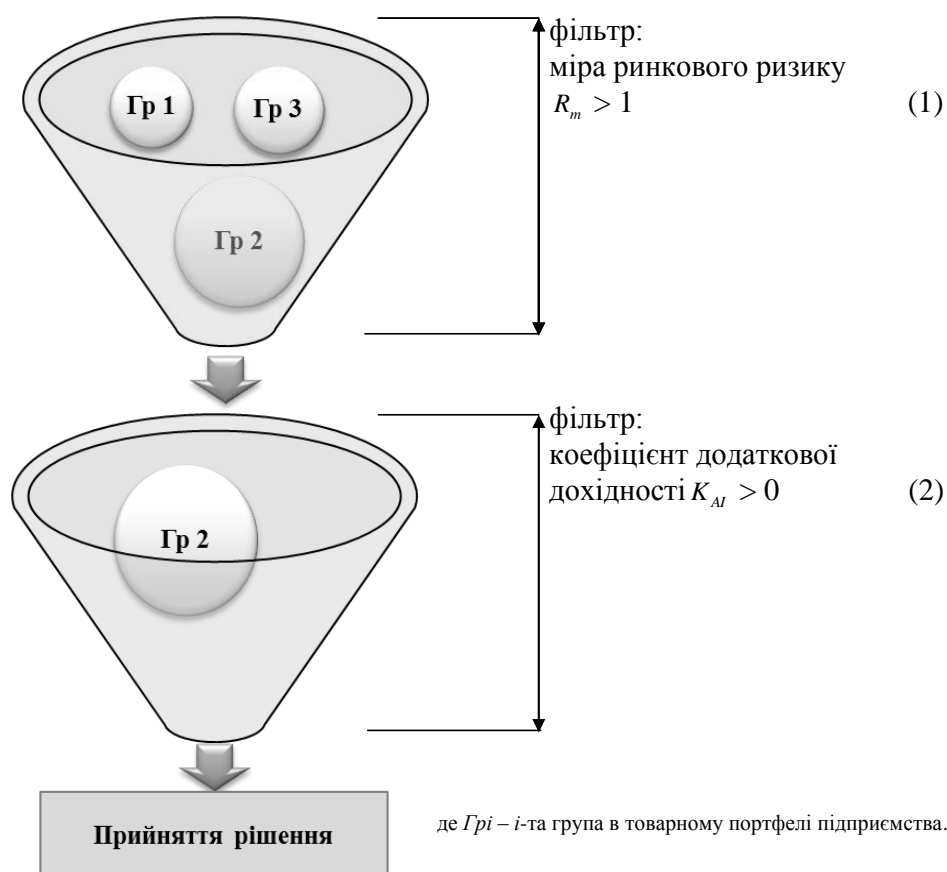 фільтр:
міра ринкового ризику
R_m > 1 (1)
Гр 1 Гр 3
Гр 2
фільтр:
коефіцієнт додаткової
дохідності K_AI > 0 (2)
Гр 2
Прийняття рішення
де Грі – і-та група в товарному портфелі підприємства.